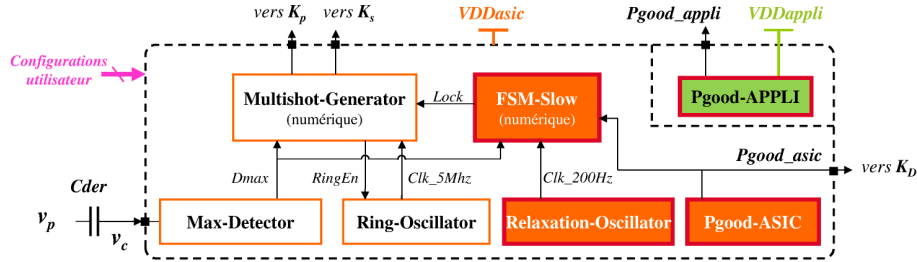 vers Kp
vers Ks
VDDasic
Pgood_appli
VDDappli
Configurations
utilisateur
Multishot-Generator
(numérique)
Lock
FSM-Slow
(numérique)
Pgood-APPLI
Dmax
RingEn
Clk_5Mhz
Clk_200Hz
Pgood_asic
vers KD
Cder
vp
vc
Max-Detector
Ring-Oscillator
Relaxation-Oscillator
Pgood-ASIC